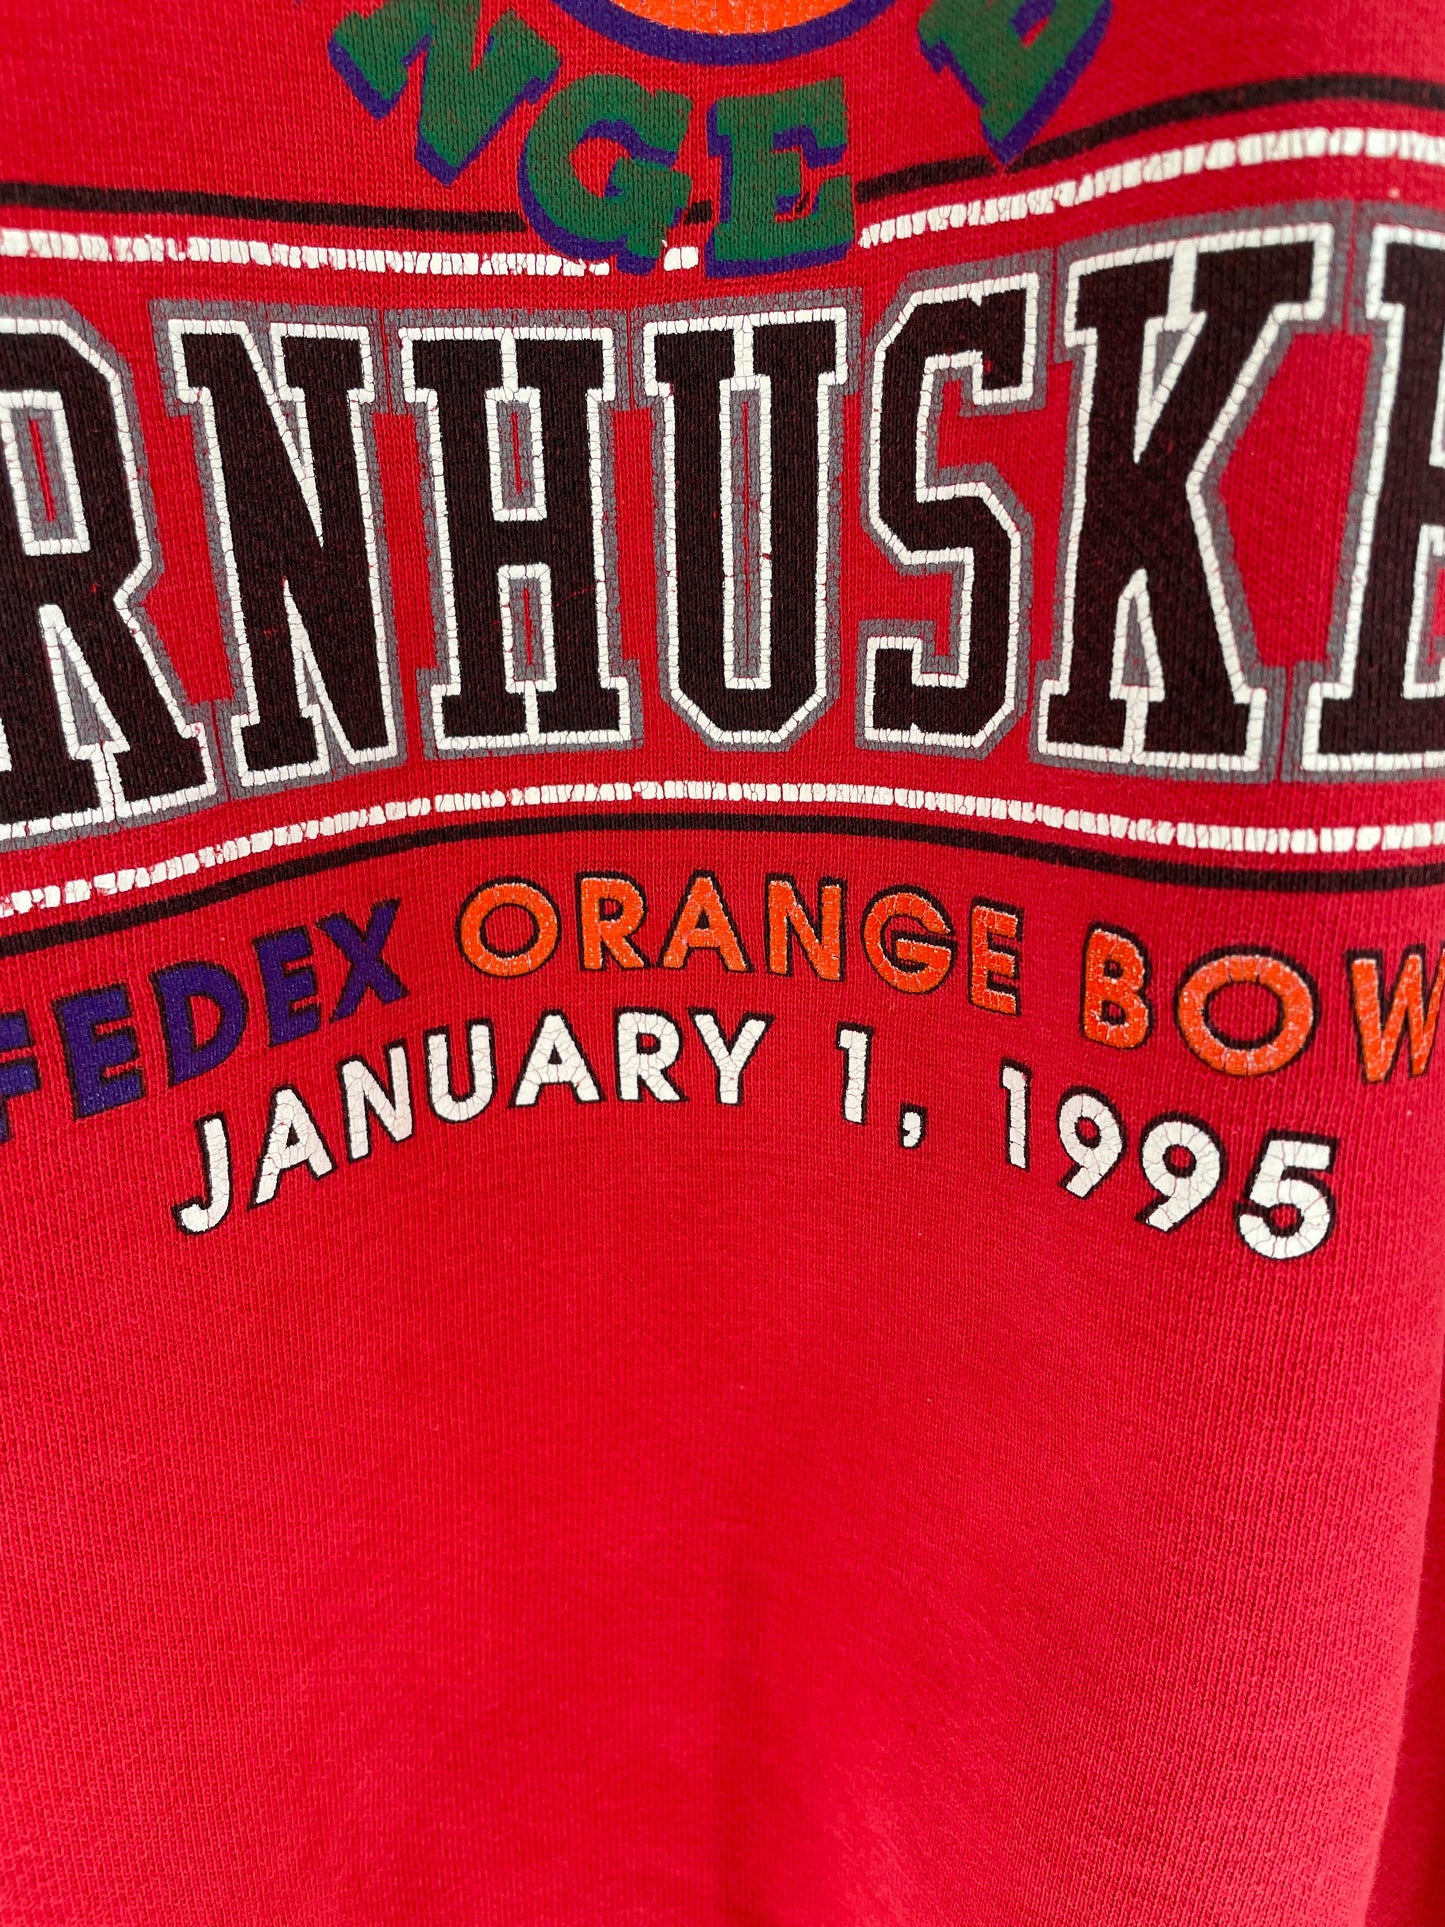 NGE B
RNHUSKE
FEDEX ORANGE BOW
JANUARY 1, 1995